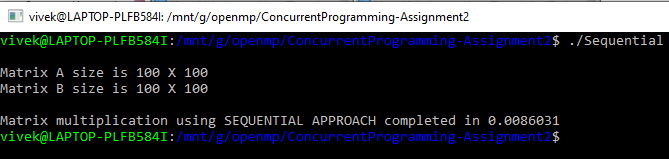 vivek@LAPTOP-PLFB584I: /mnt/g/openmp/ConcurrentProgramming-Assignment2
vivek@LAPTOP-PLFB584I:/mnt/g/openmp/ConcurrentProgramming-Assignment2$ ./Sequential
Matrix A size is 100 X 100
Matrix B size is 100 X 100
Matrix multiplication using SEQUENTIAL APPROACH completed in 0.0086031
vivek@LAPTOP-PLFB584I:/mnt/g/openmp/ConcurrentProgramming-Assignment2$